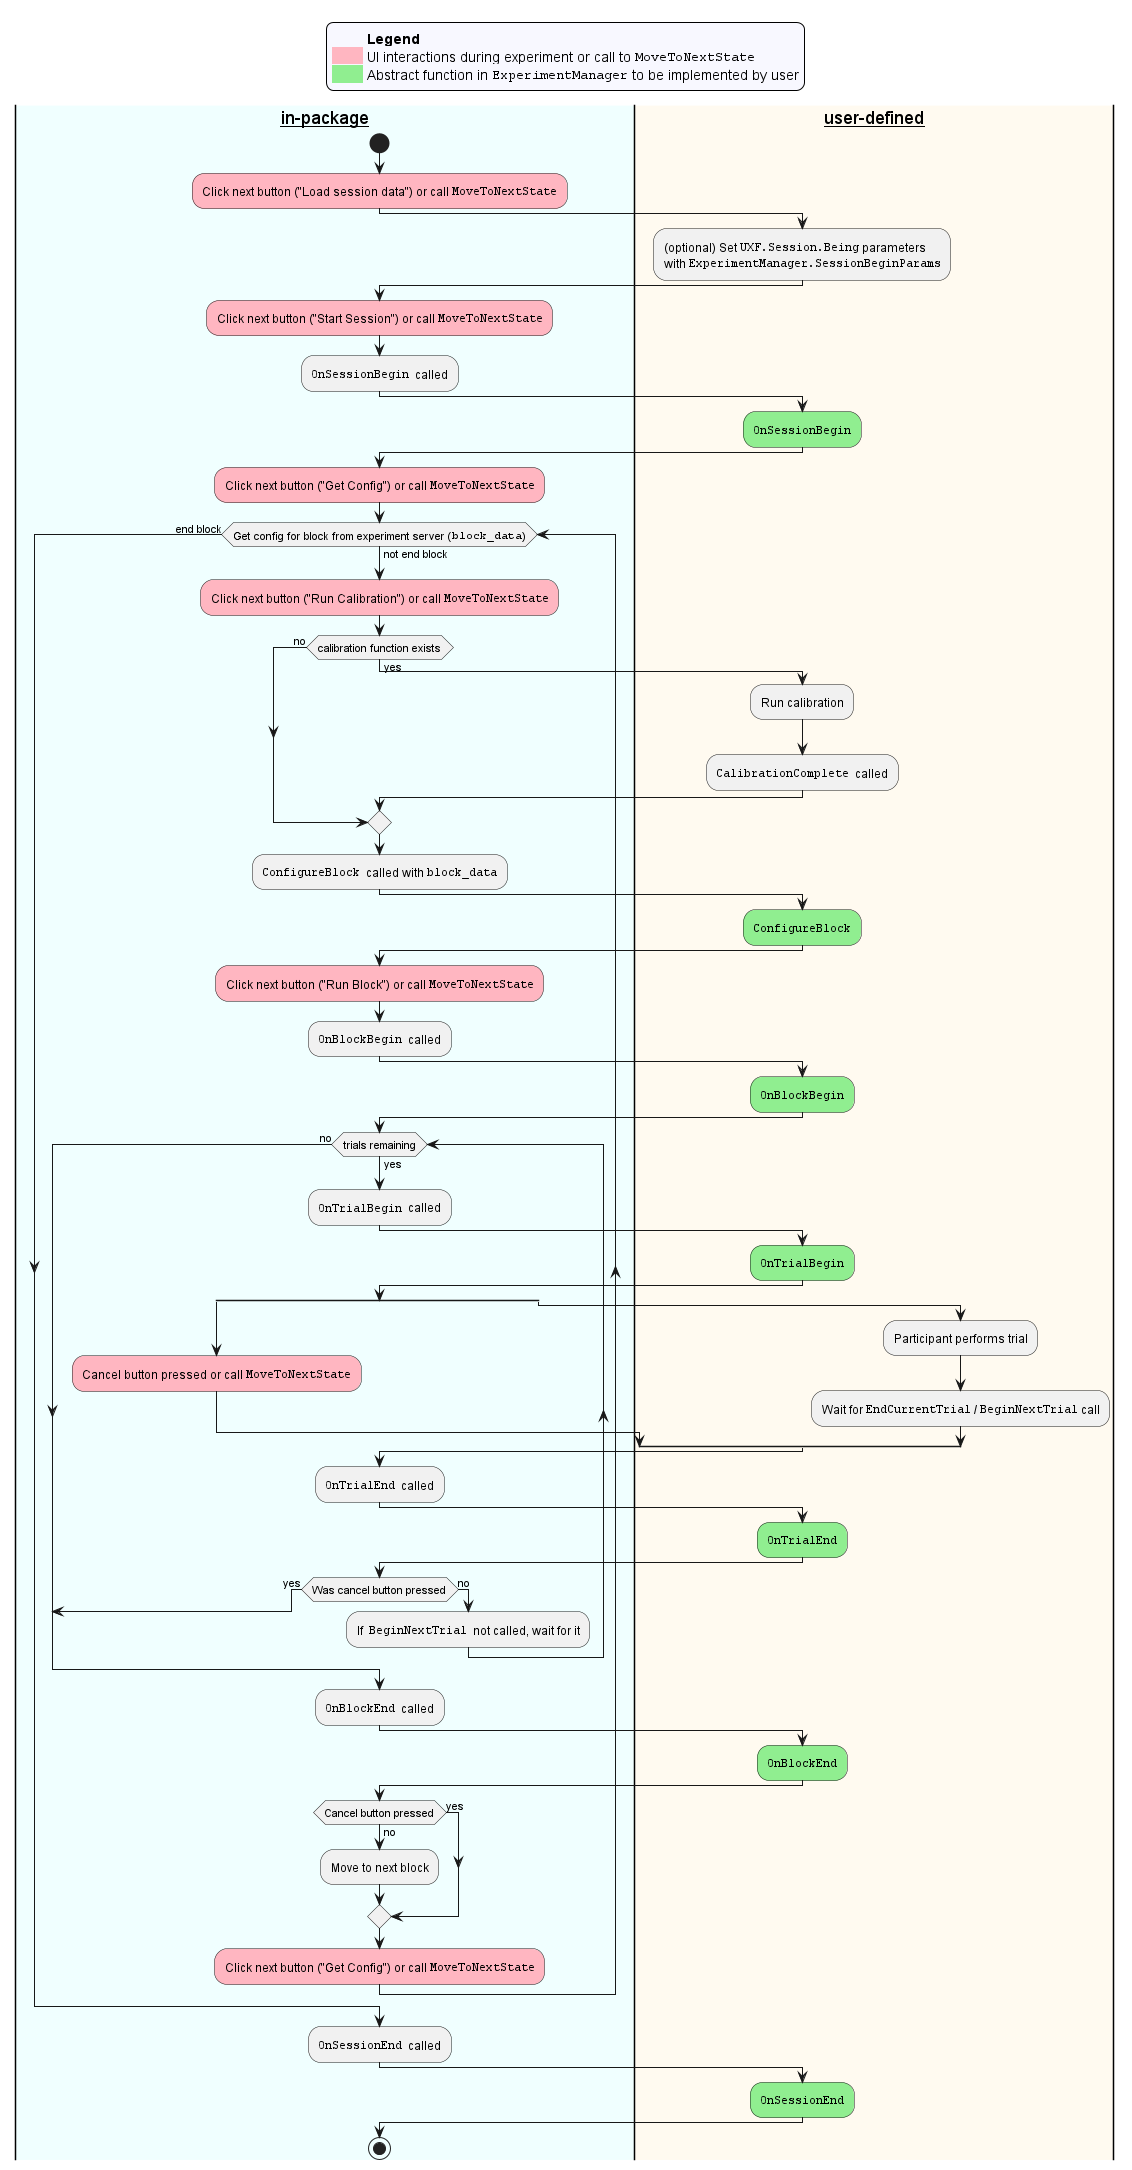 Legend
UI interactions during experiment or call to MoveToNextState
Abstract function in ExperimentManager to be implemented by user
in-package
user-defined
Click next button ("Load session data") or call MoveToNextState
(optional) Set UXF.Session.Being parameters
with ExperimentManager.SessionBeginParams
Click next button ("Start Session") or call MoveToNextState
OnSessionBegin called
OnSessionBegin
Click next button ("Get Config") or call MoveToNextState
end block
Get config for block from experiment server (block_data)
not end block
Click next button ("Run Calibration") or call MoveToNextState
no
calibration function exists
yes
Run calibration
CalibrationComplete called
ConfigureBlock called with block_data
ConfigureBlock
Click next button ("Run Block") or call MoveToNextState
OnBlockBegin called
OnBlockBegin
no
trials remaining
yes
OnTrialBegin called
OnTrialBegin
Participant performs trial
Cancel button pressed or call MoveToNextState
Wait for EndCurrentTrial / BeginNextTrial call
OnTrialEnd called
OnTrialEnd
yes
Was cancel button pressed
no
If BeginNextTrial not called, wait for it
OnBlockEnd called
OnBlockEnd
Cancel button pressed
yes
no
Move to next block
Click next button ("Get Config") or call MoveToNextState
OnSessionEnd called
OnSessionEnd